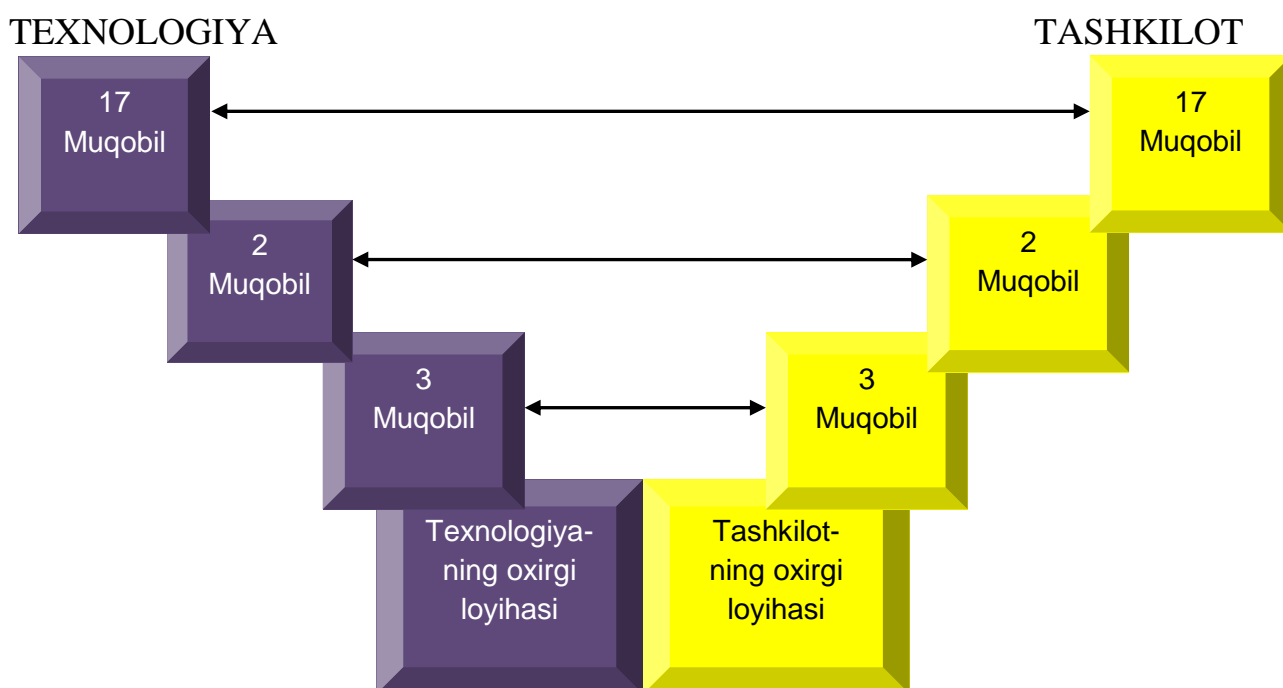 TEXNOLOGIYA
TASHKILOT
17
Muqobil
17
Muqobil
2
Muqobil
2
Muqobil
3
Muqobil
3
Muqobil
Texnologiya-
ning oxirgi
loyihasi
Tashkilot-
ning oxirgi
loyihasi